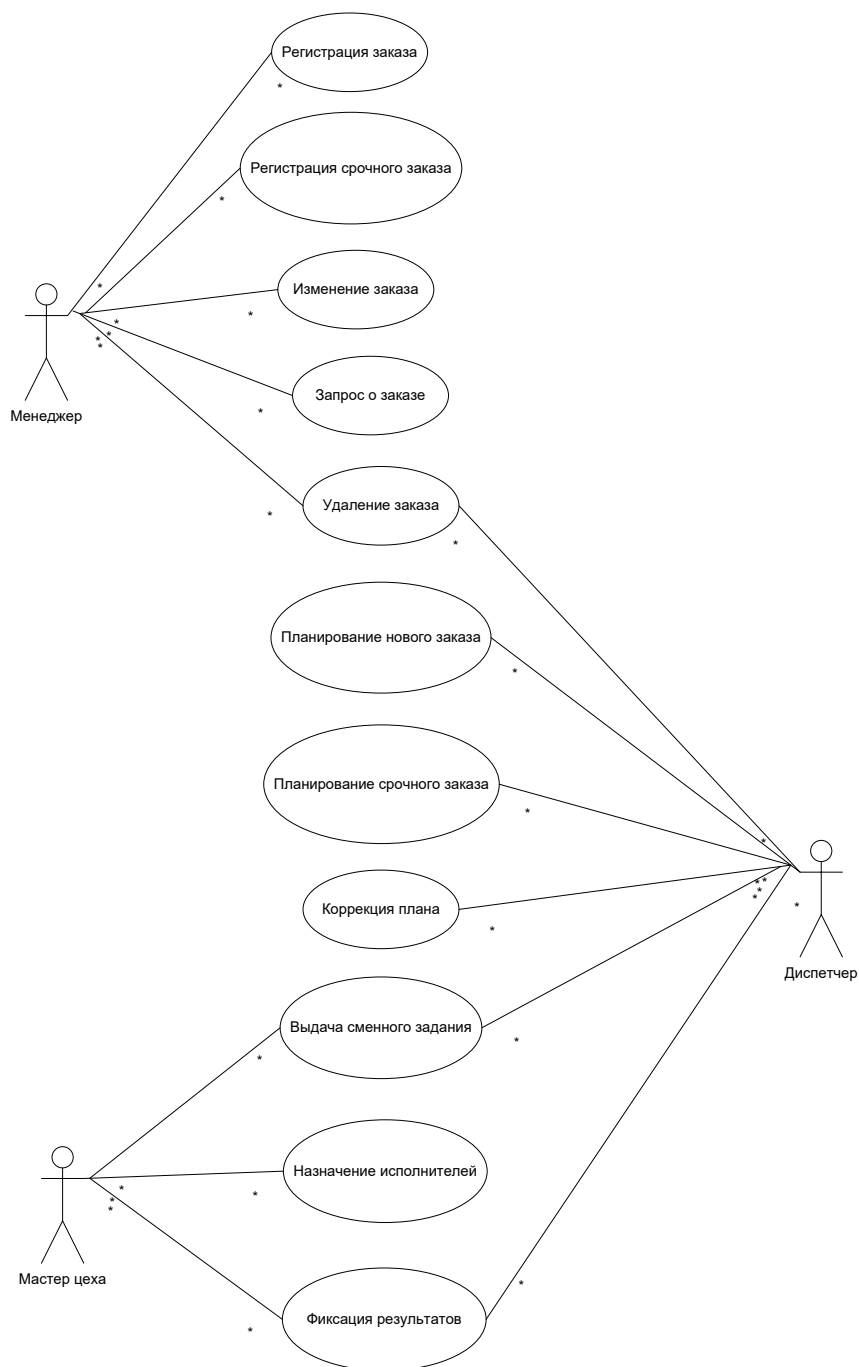 Регистрация заказа
*
Регистрация срочного заказа
*
*
Изменение заказа
*
*
*
*
*
Запрос о заказе
*
Менеджер
Удаление заказа
*
*
Планирование нового заказа
*
Планирование срочного заказа
*
*
*
*
*
*
*
Коррекция плана
*
Диспетчер
Выдача сменного задания
*
*
Назначение исполнителей
*
*
*
*
Мастер цеха
*
Фиксация результатов
*